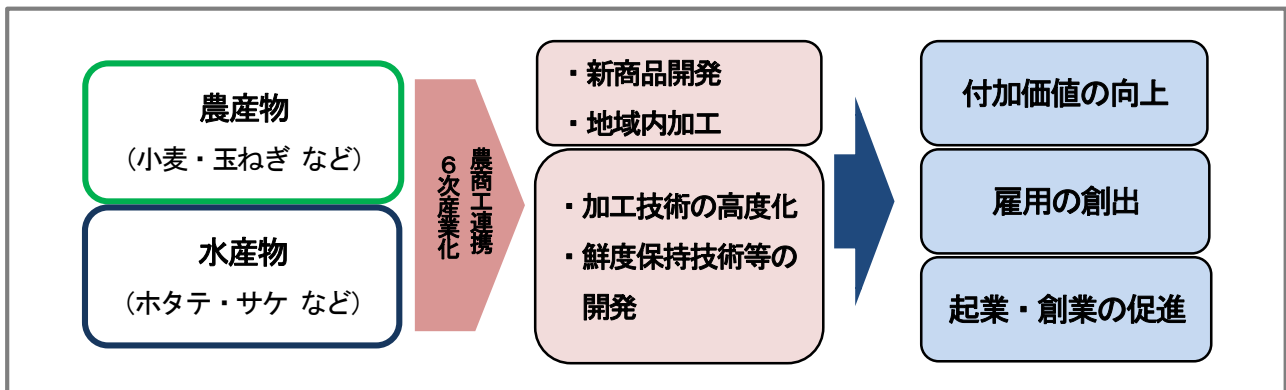 農産物
（小麦・玉ねぎ など）
水産物
（ホタテ・サケ など）
農商工連携
６次産業化
・新商品開発
・地域内加工
・加工技術の高度化
・鮮度保持技術等の
開発
付加価値の向上
雇用の創出
起業・創業の促進